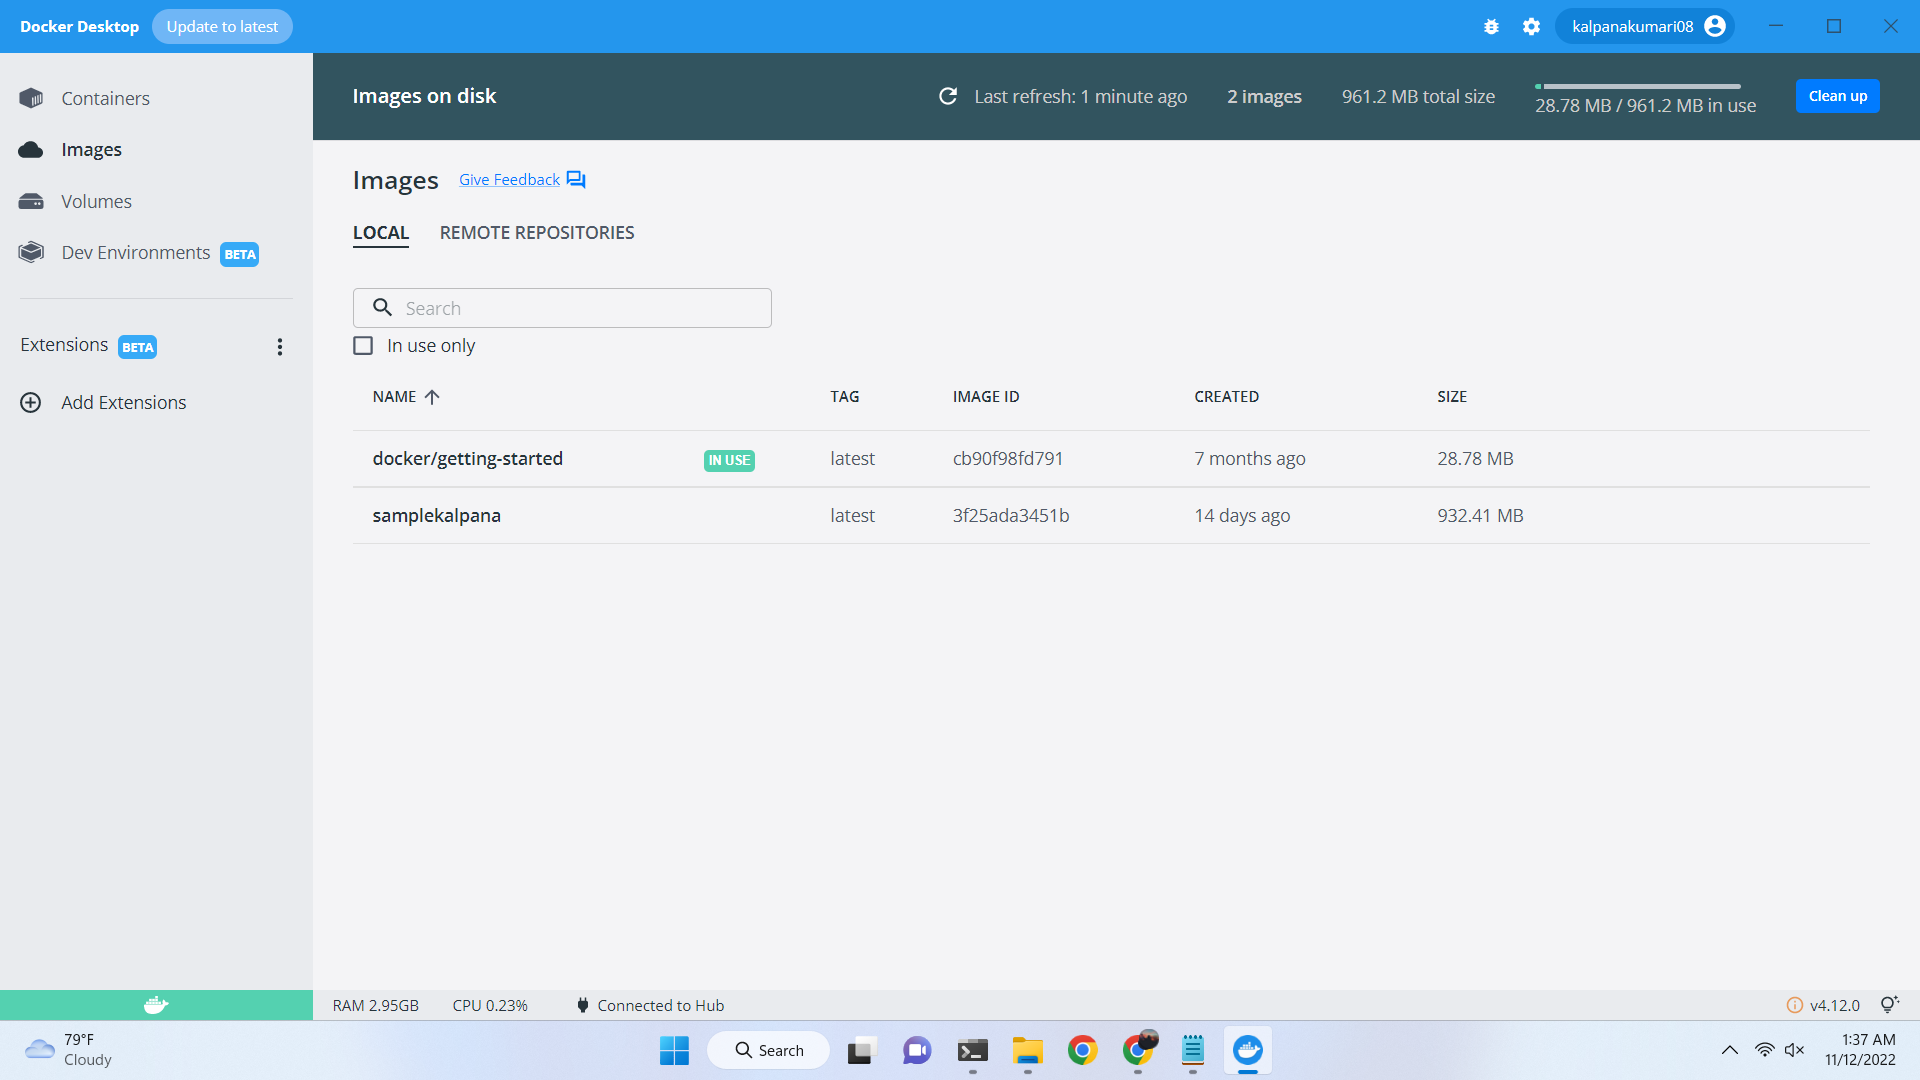 Docker Desktop Update to latest kalpanakumari08
Containers
Images
Volumes
Dev Environments BETA
Extensions BETA
Add Extensions
Images on disk Last refresh: 1 minute ago 2 images 961.2 MB total size 28.78 MB / 961.2 MB in use Clean up
Images Give Feedback
LOCAL REMOTE REPOSITORIES
Search
In use only
NAME TAG IMAGE ID CREATED SIZE
docker/getting-started IN USE latest cb90f98fd791 7 months ago 28.78 MB
samplekalpana latest 3f25ada3451b 14 days ago 932.41 MB
RAM 2.95GB CPU 0.23% Connected to Hub v4.12.0
79°F
Cloudy
Search
1:37 AM
11/12/2022